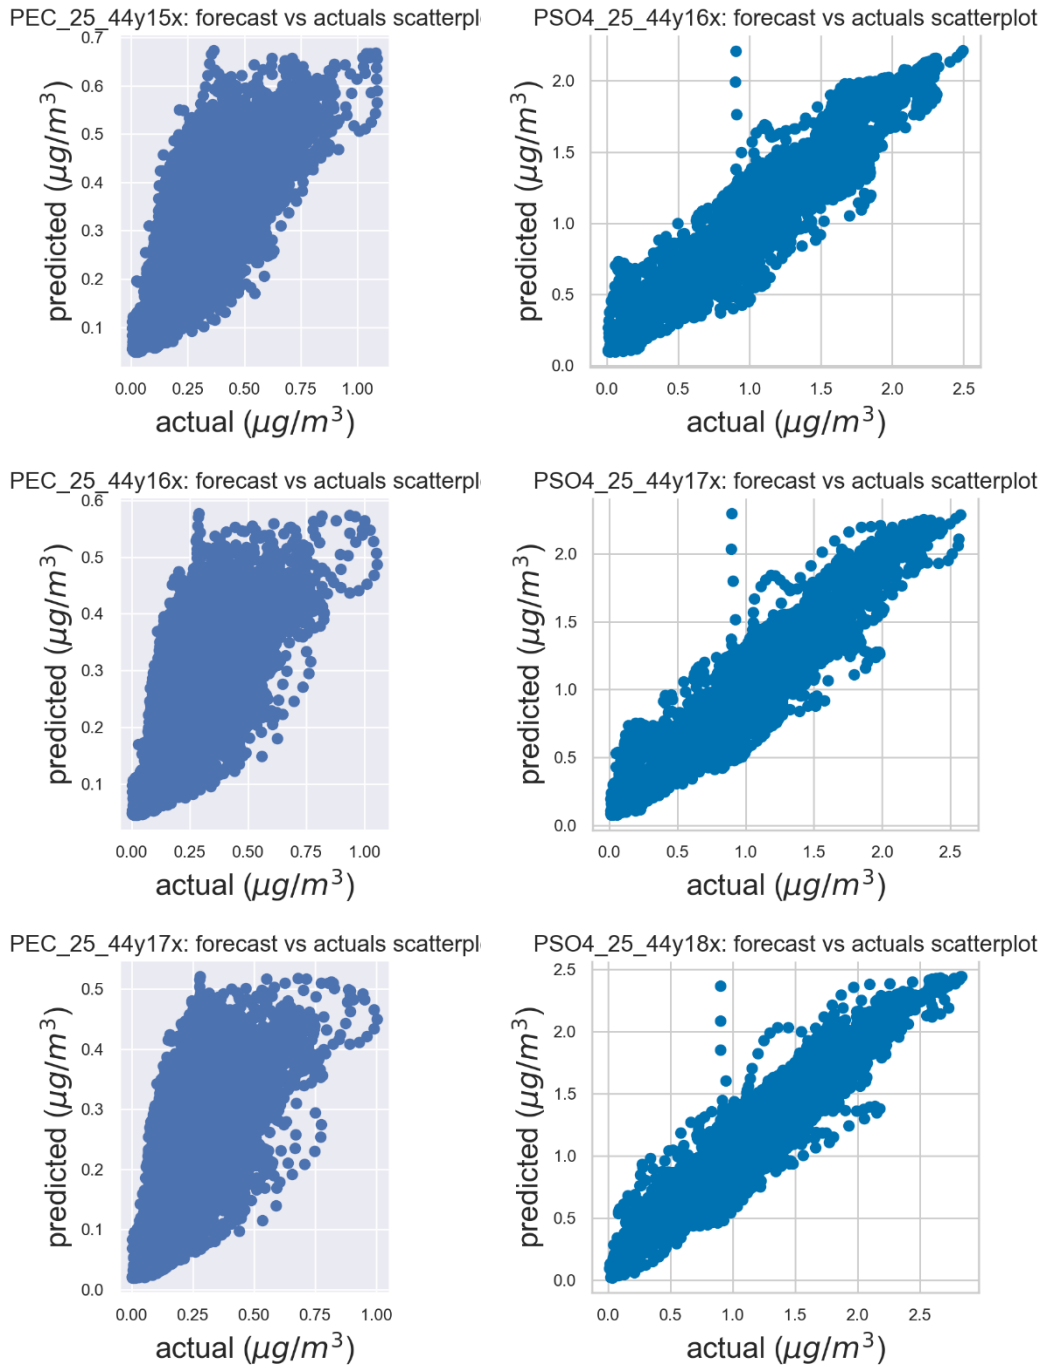 PEC_25_44y15x: forecast vs actuals scatterpl
0.7
0.6
0.5
0.4
0.3
0.2
0.1
predicted (μg/m³)
0.00 0.25 0.50 0.75 1.00
actual (μg/m³)
PSO4_25_44y16x: forecast vs actuals scatterplot
2.0
1.5
1.0
0.5
0.0
predicted (μg/m³)
0.0 0.5 1.0 1.5 2.0 2.5
actual (μg/m³)
PEC_25_44y16x: forecast vs actuals scatterpl
0.6
0.5
0.4
0.3
0.2
0.1
predicted (μg/m³)
0.00 0.25 0.50 0.75 1.00
actual (μg/m³)
PSO4_25_44y17x: forecast vs actuals scatterplot
2.0
1.5
1.0
0.5
0.0
predicted (μg/m³)
0.0 0.5 1.0 1.5 2.0 2.5
actual (μg/m³)
PEC_25_44y17x: forecast vs actuals scatterpl
0.5
0.4
0.3
0.2
0.1
0.0
predicted (μg/m³)
0.00 0.25 0.50 0.75 1.00
actual (μg/m³)
PSO4_25_44y18x: forecast vs actuals scatterplot
2.5
2.0
1.5
1.0
0.5
0.0
predicted (μg/m³)
0.0 0.5 1.0 1.5 2.0 2.5
actual (μg/m³)